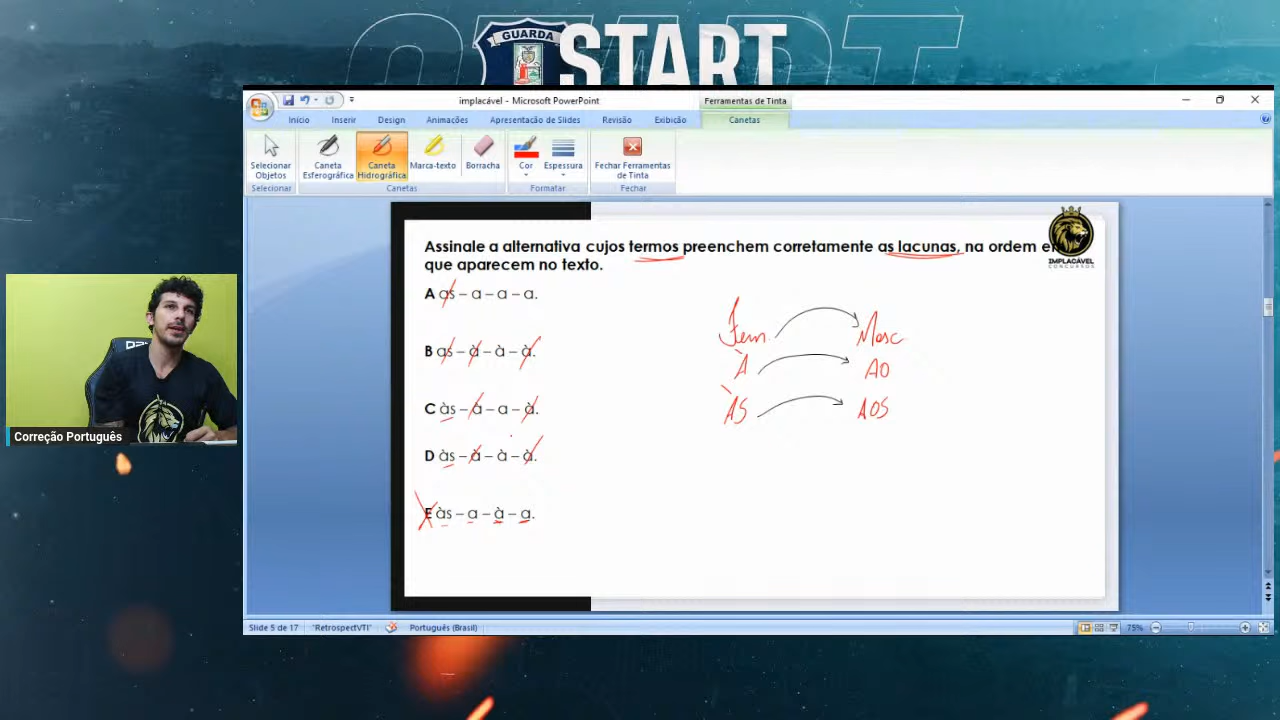 GUARDA
START
implacável - Microsoft PowerPoint
Ferramentas de Tinta
Início Inserir Design Animações Apresentação de Slides Revisão Exibição Canetas
Selecionar Objetos
Caneta Esferográfica
Caneta Hidrográfica
Marca-texto
Borracha
Cor
Espessura
Fechar Ferramentas de Tinta
Selecionar Canetas Formatar Fechar
Assinale a alternativa cujos termos preenchem corretamente as lacunas, na ordem em
que aparecem no texto.
IMPLACÁVEL
CONCURSOS
A as – a – a – a.
B as – à – à – à.
C às – à – a – à.
D às – à – à – à.
E às – a – à – a.
Fem Masc
À AO
ÀS AOS
Correção Português
Slide 5 de 17 "RetrospectVTI" Português (Brasil) 75%